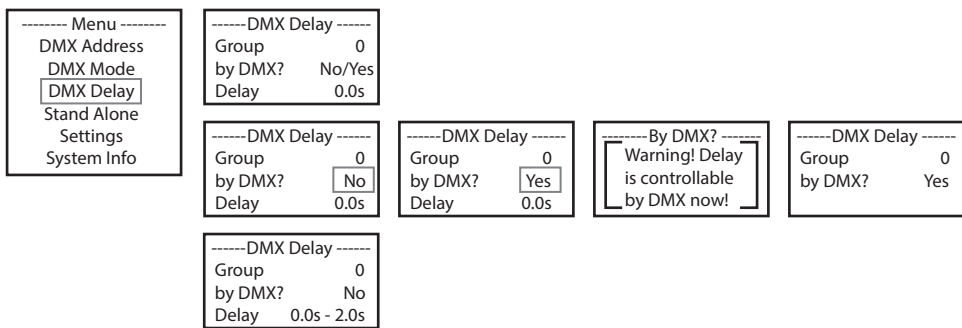 -------- Menu --------
DMX Address
DMX Mode
DMX Delay
Stand Alone
Settings
System Info
------DMX Delay ------
Group 0
by DMX? No/Yes
Delay 0.0s
------DMX Delay ------
Group 0
by DMX? No
Delay 0.0s
------DMX Delay ------
Group 0
by DMX? Yes
Delay 0.0s
--------By DMX? -------
Warning! Delay
is controllable
by DMX now!
------DMX Delay ------
Group 0
by DMX? Yes
------DMX Delay ------
Group 0
by DMX? No
Delay 0.0s - 2.0s